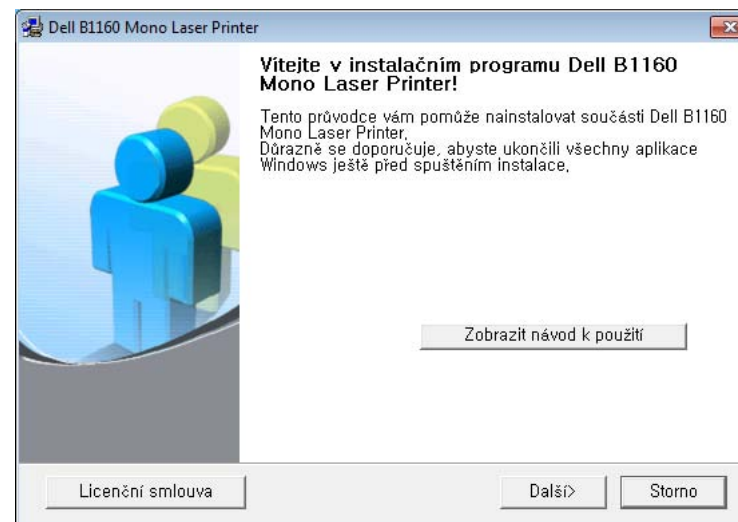 Dell B1160 Mono Laser Printer
Vítejte v instalačním programu Dell B1160
Mono Laser Printer!
Tento průvodce vám pomůže nainstalovat součásti Dell B1160
Mono Laser Printer.
Důrazně se doporučuje, abyste ukončili všechny aplikace
Windows ještě před spuštěním instalace.
Zobrazit návod k použití
Licenční smlouva
Další>
Storno